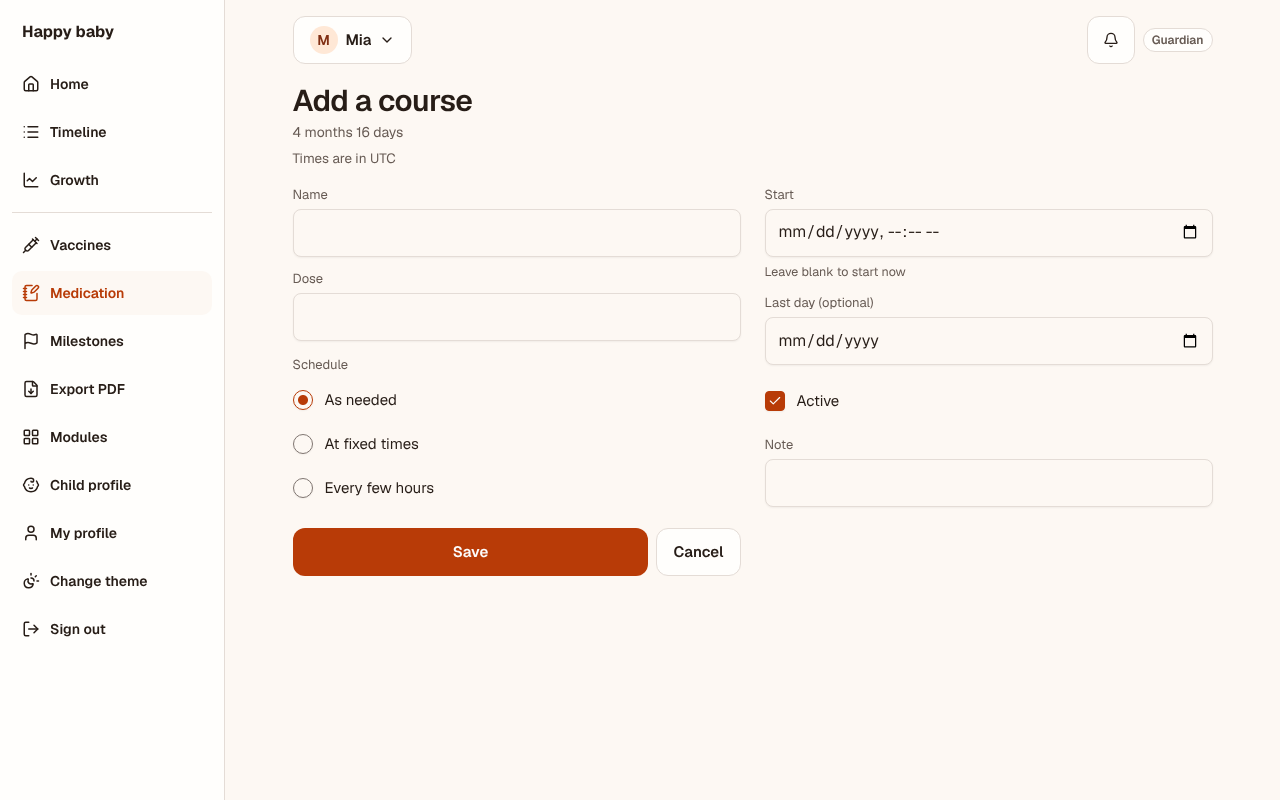 Happy baby
Home
Timeline
Growth
Vaccines
Medication
Milestones
Export PDF
Modules
Child profile
My profile
Change theme
Sign out
M Mia
Guardian
Add a course
4 months 16 days
Times are in UTC
Name
Dose
Schedule
As needed
At fixed times
Every few hours
Start
mm/dd/yyyy, --:-- --
Leave blank to start now
Last day (optional)
mm/dd/yyyy
Active
Note
Save
Cancel